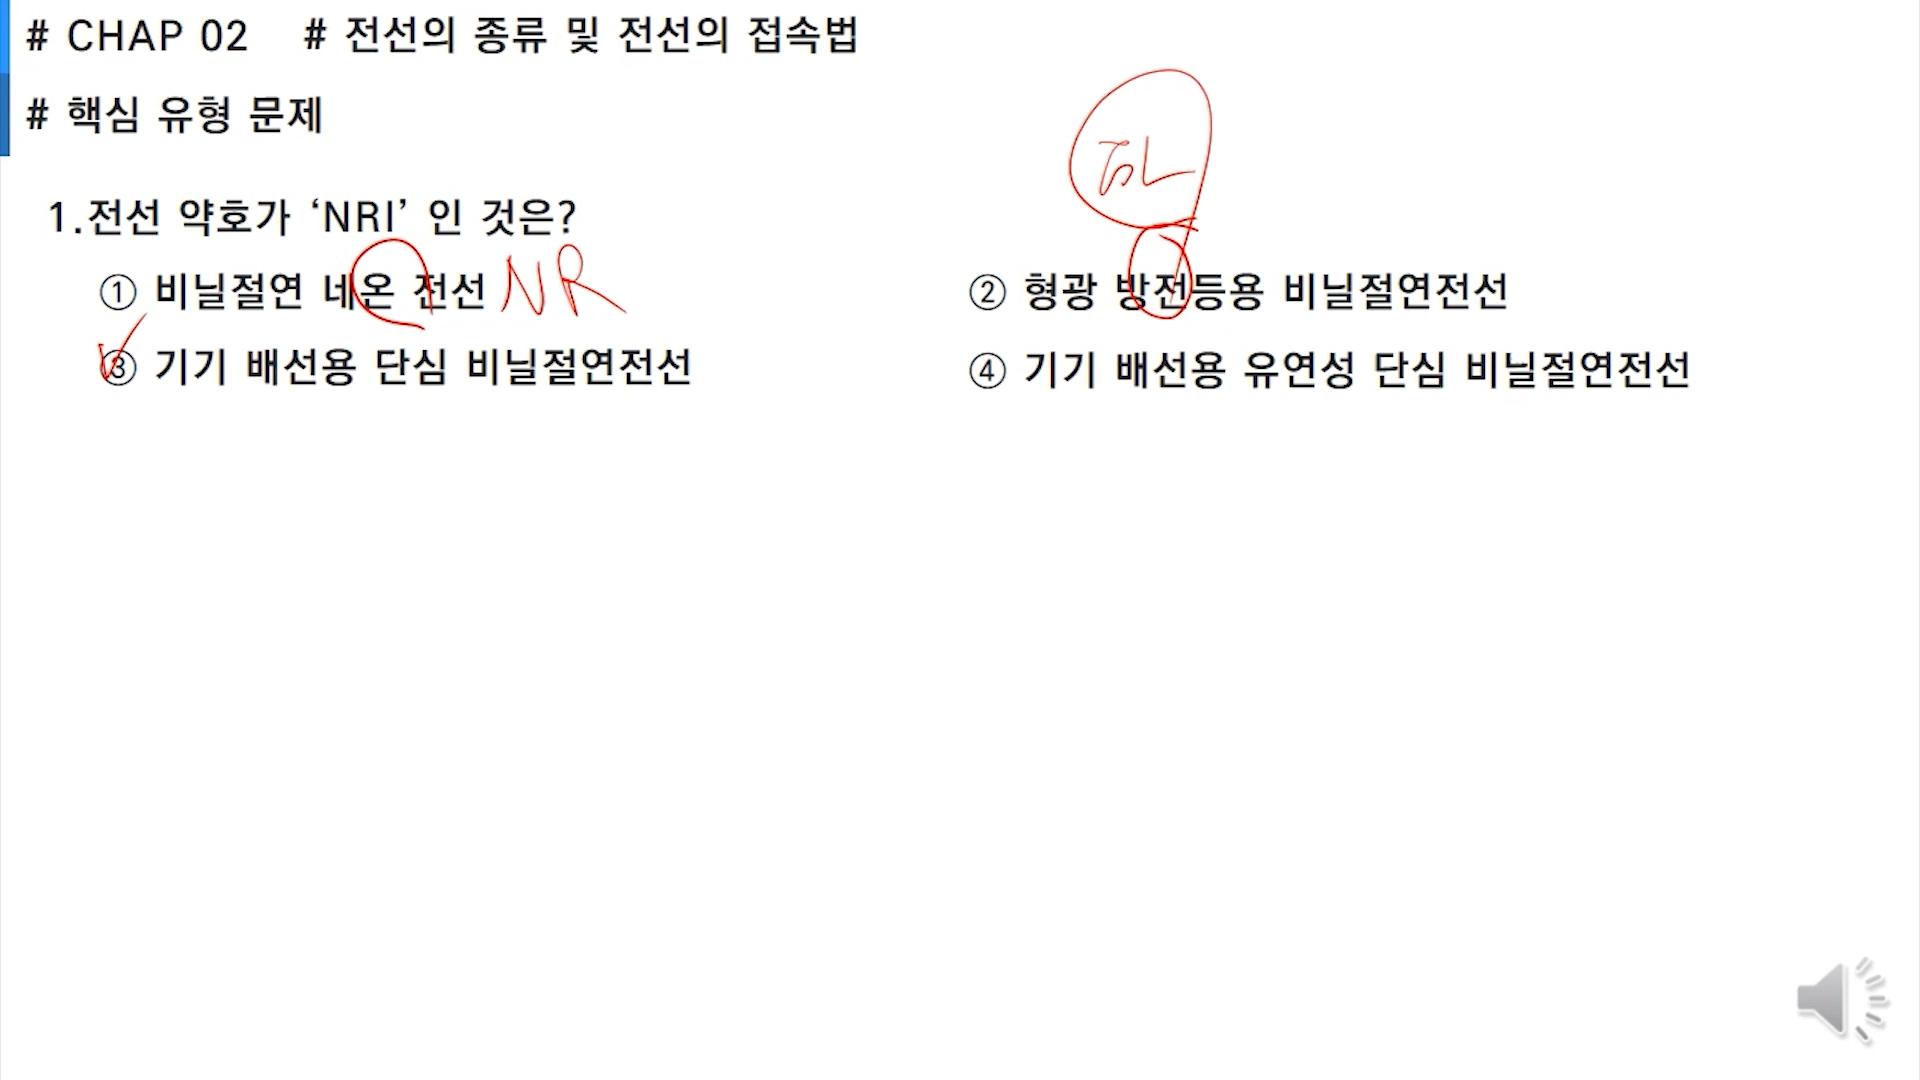 # CHAP 02 # 전선의 종류 및 전선의 접속법
# 핵심 유형 문제
1.전선 약호가 ‘NRI’ 인 것은?
① 비닐절연 네온 전선 NR
② 형광 방전등용 비닐절연전선
③ 기기 배선용 단심 비닐절연전선
④ 기기 배선용 유연성 단심 비닐절연전선